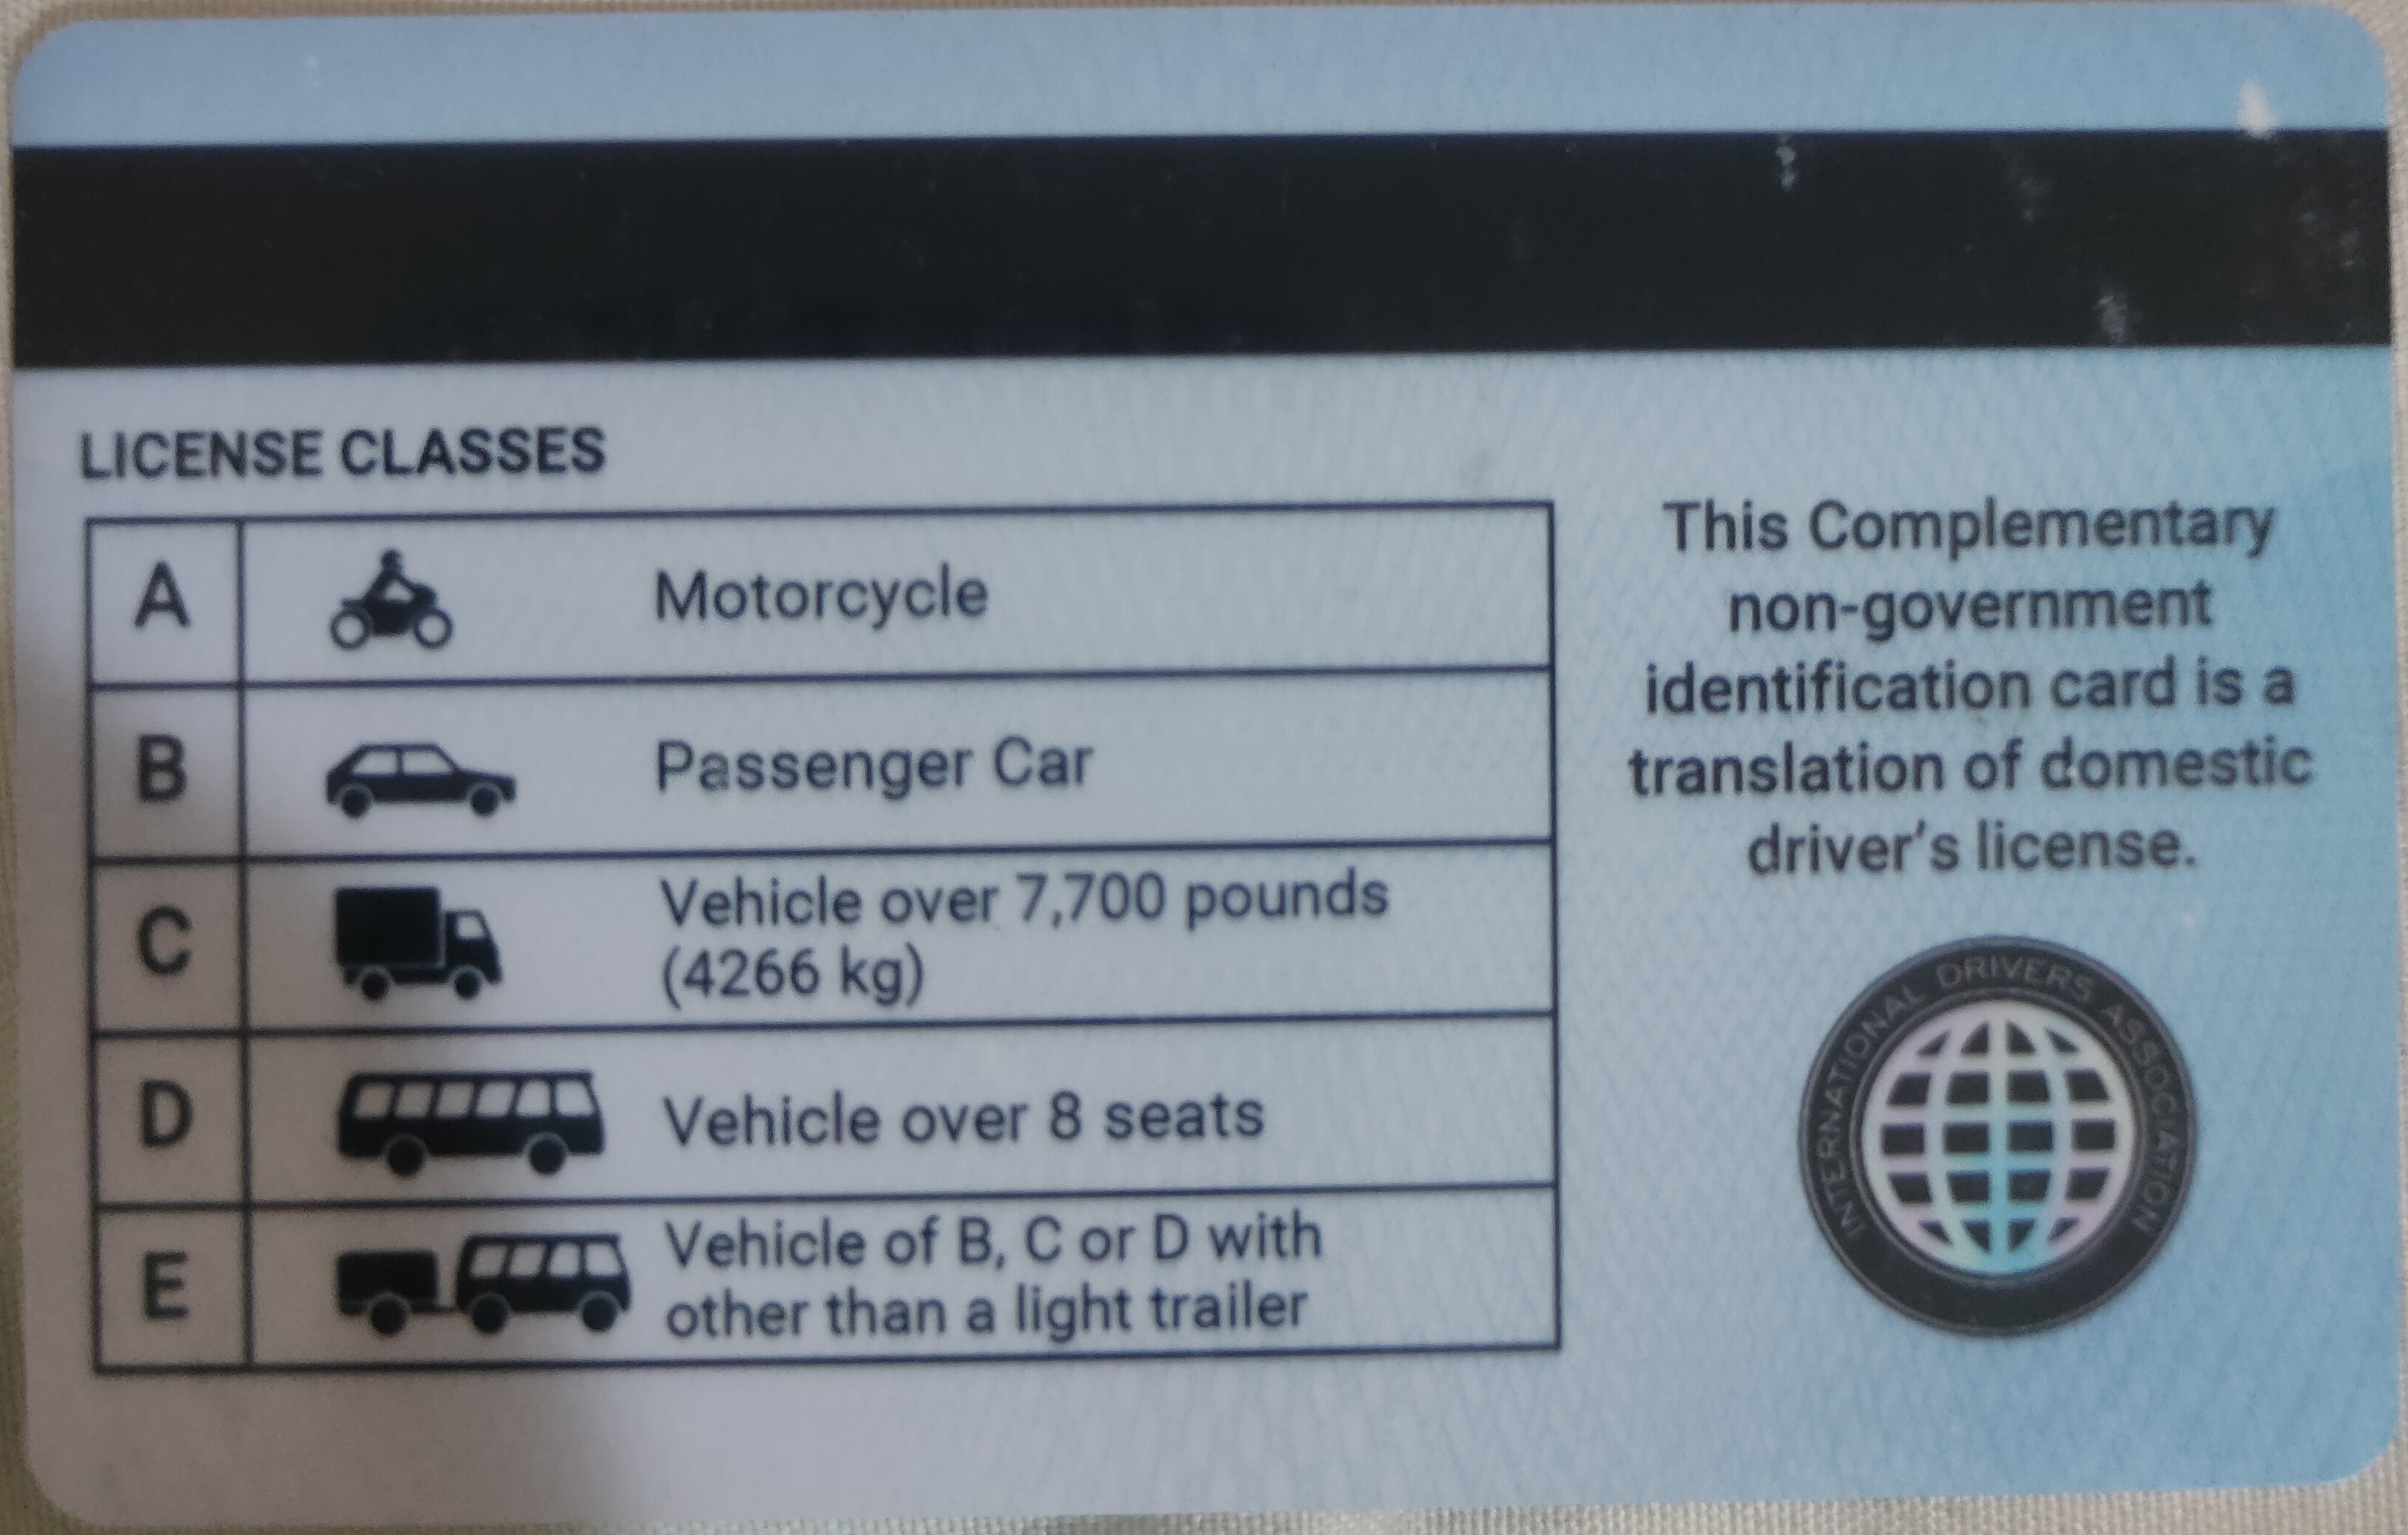 LICENSE CLASSES
A
Motorcycle
B
Passenger Car
C
Vehicle over 7,700 pounds
(4266 kg)
D
Vehicle over 8 seats
E
Vehicle of B, C or D with
other than a light trailer
This Complementary
non-government
identification card is a
translation of domestic
driver's license.
INTERNATIONAL DRIVERS ASSOCIATION